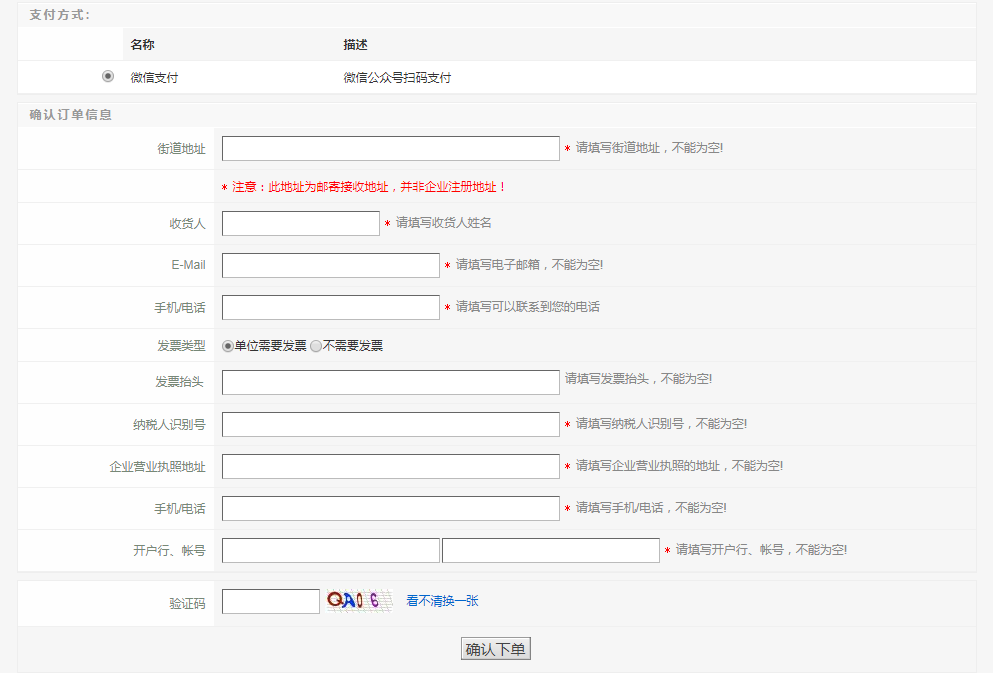 支付方式：
名称 描述
微信支付 微信公众号扫码支付
确认订单信息
街道地址 * 请填写街道地址，不能为空!
* 注意：此地址为邮寄接收地址，并非企业注册地址！
收货人 * 请填写收货人姓名
E-Mail * 请填写电子邮箱，不能为空!
手机/电话 * 请填写可以联系到您的电话
发票类型 单位需要发票 不需要发票
发票抬头 请填写发票抬头，不能为空!
纳税人识别号 * 请填写纳税人识别号，不能为空!
企业营业执照地址 * 请填写企业营业执照的地址，不能为空!
手机/电话 * 请填写手机/电话，不能为空!
开户行、帐号 * 请填写开户行、帐号，不能为空!
验证码 QA06 看不清换一张
确认下单